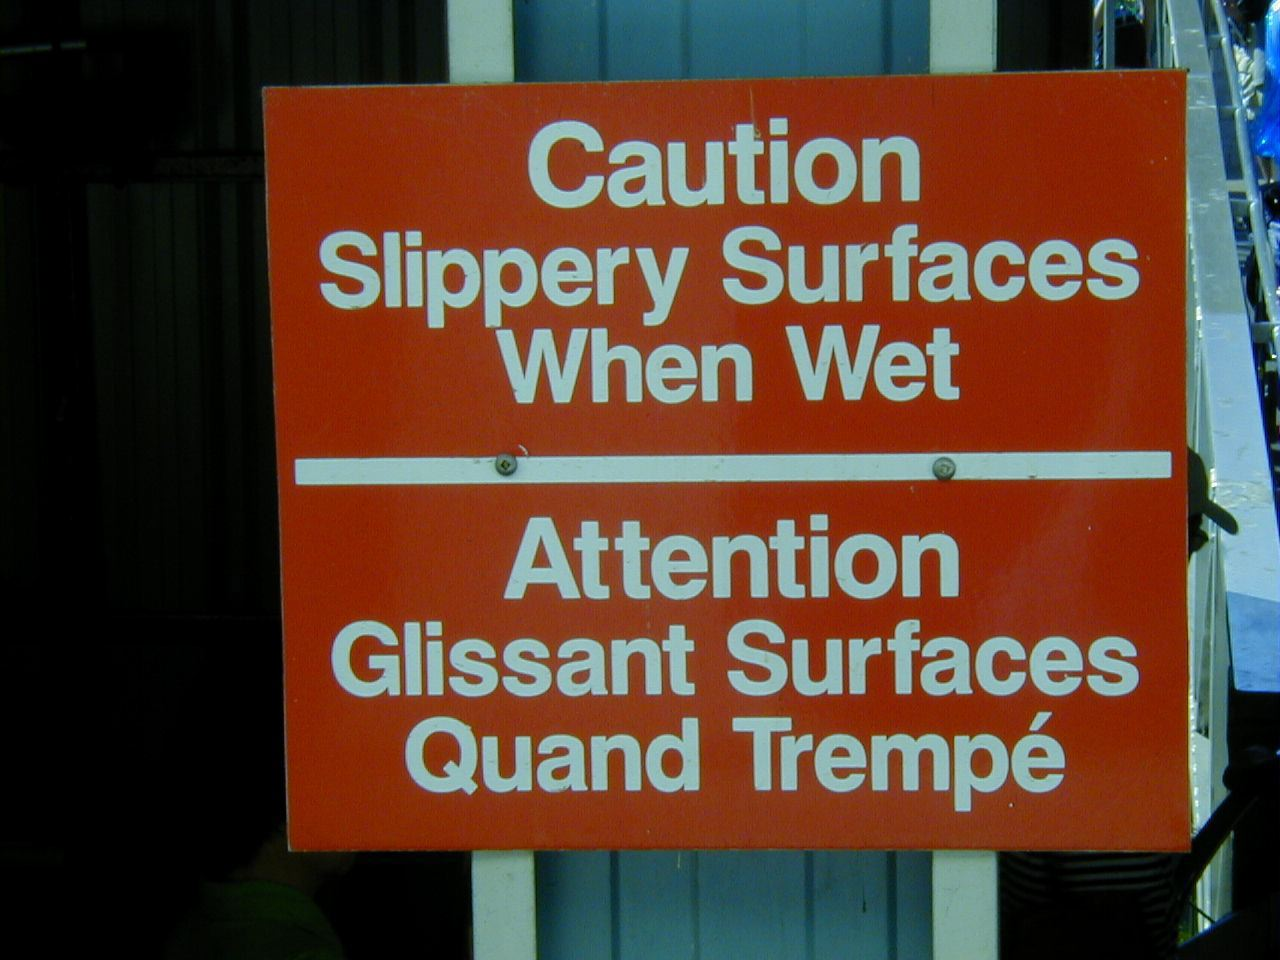 Caution
Slippery Surfaces
When Wet
Attention
Glissant Surfaces
Quand Trempé